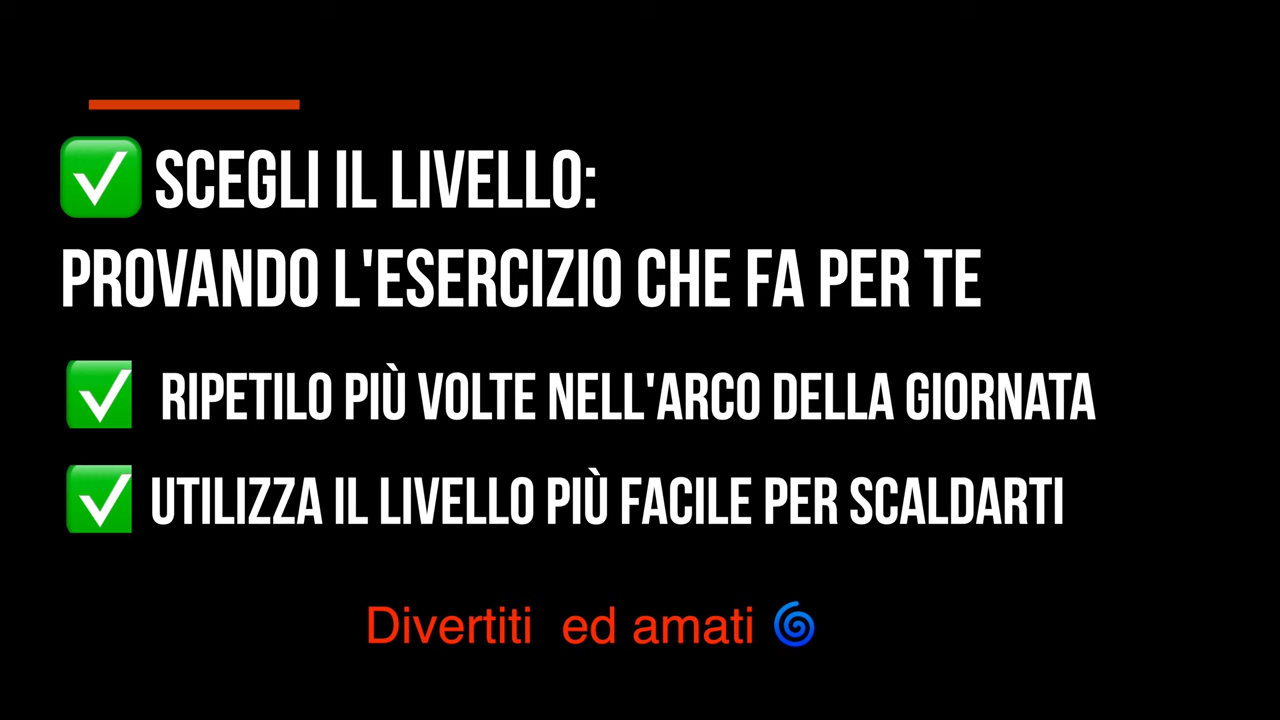 ✅ SCEGLI IL LIVELLO:
PROVANDO L'ESERCIZIO CHE FA PER TE
✅ RIPETILO PIÙ VOLTE NELL'ARCO DELLA GIORNATA
✅ UTILIZZA IL LIVELLO PIÙ FACILE PER SCALDARTI
Divertiti ed amati 🌀